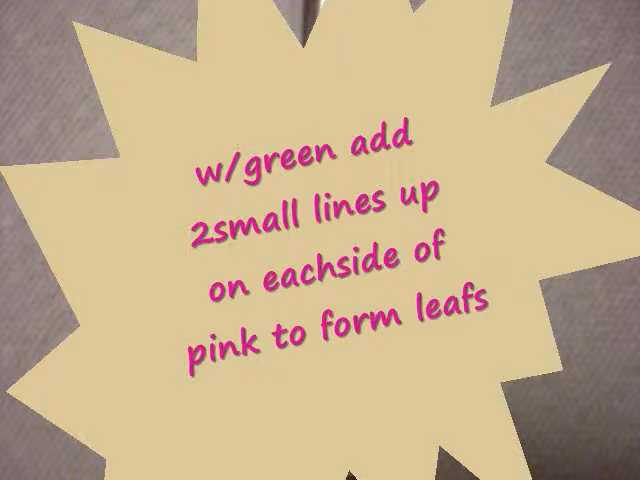 w/green add
2small lines up
on eachside of
pink to form leafs